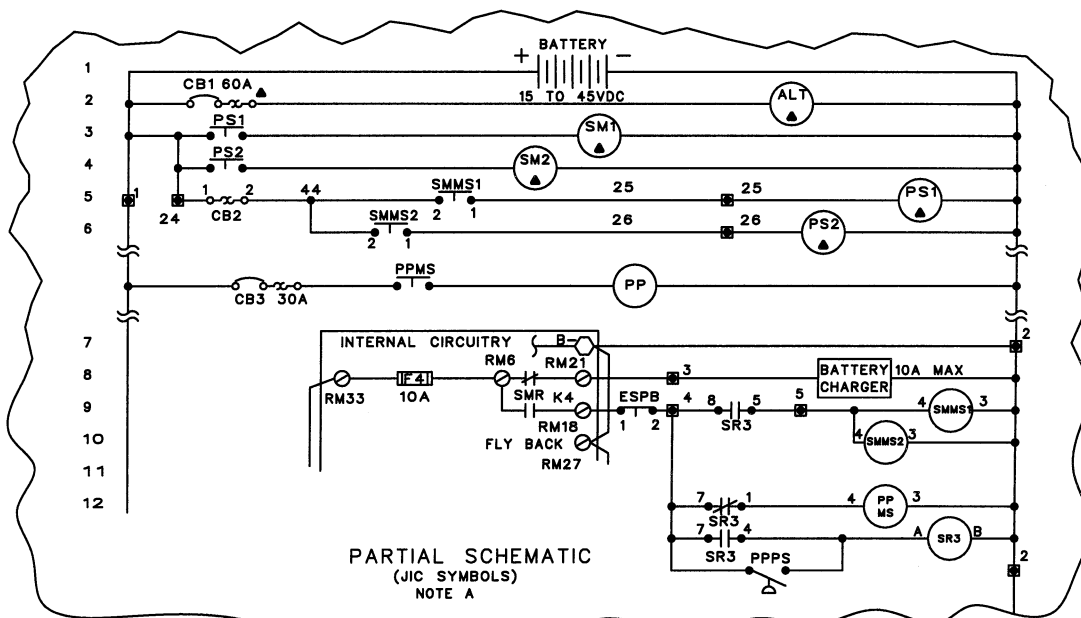 + BATTERY −
1
15 TO 45VDC
2 CB1 60A ALT
3 PS1 SM1
PS2
4 SM2
5 1 24 1 2 CB2 44 SMMS1 2 1 25 25 PS1
6 SMMS2 2 1 26 26 PS2
PPMS
CB3 30A PP
7 INTERNAL CIRCUITRY B- 2
RM6 RM21
8 RM33 F4 10A SMR 3 BATTERY CHARGER 10A MAX
9 K4 RM18 ESPB 1 2 4 8 5 SR3 5 4 SMMS1 3
10 FLY BACK RM27 4 SMMS2 3
11
12 7 1 SR3 4 PP MS 3
7 4 SR3 A SR3 B
PPPS 2
PARTIAL SCHEMATIC
(JIC SYMBOLS)
NOTE A